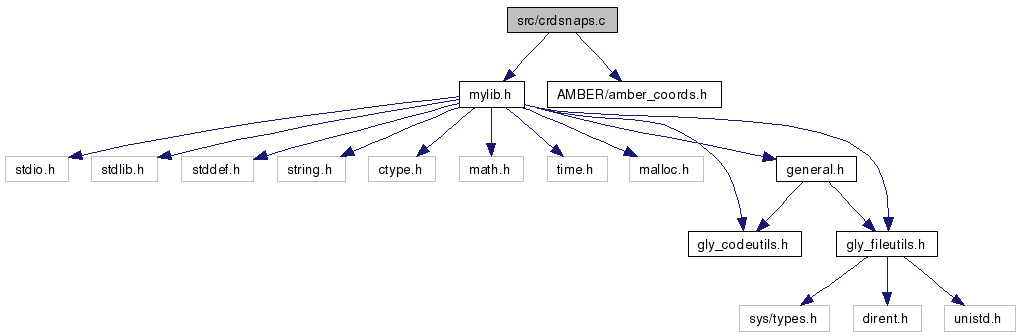 src/crdsnaps.c
mylib.h
AMBER/amber_coords.h
stdio.h
stdlib.h
stddef.h
string.h
ctype.h
math.h
time.h
malloc.h
general.h
gly_codeutils.h
gly_fileutils.h
sys/types.h
dirent.h
unistd.h